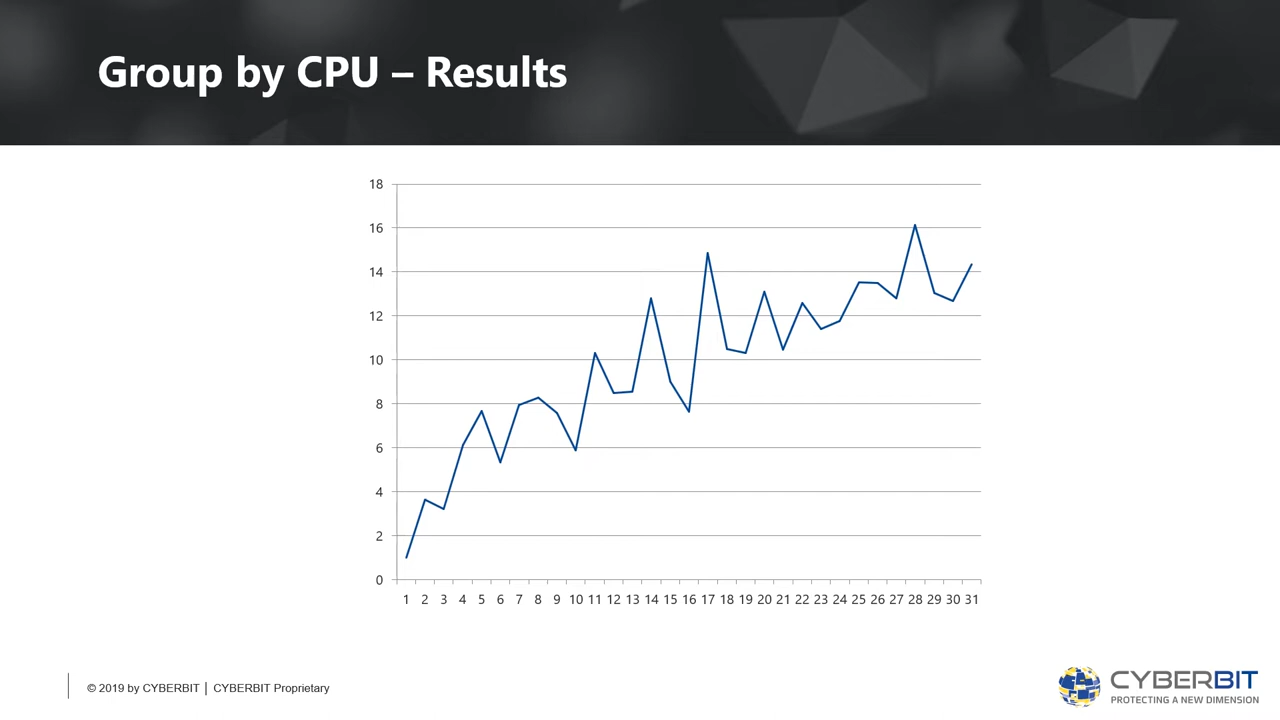 Group by CPU – Results
18
16
14
12
10
8
6
4
2
0
1 2 3 4 5 6 7 8 9 10 11 12 13 14 15 16 17 18 19 20 21 22 23 24 25 26 27 28 29 30 31
© 2019 by CYBERBIT | CYBERBIT Proprietary
CYBERBIT
PROTECTING A NEW DIMENSION